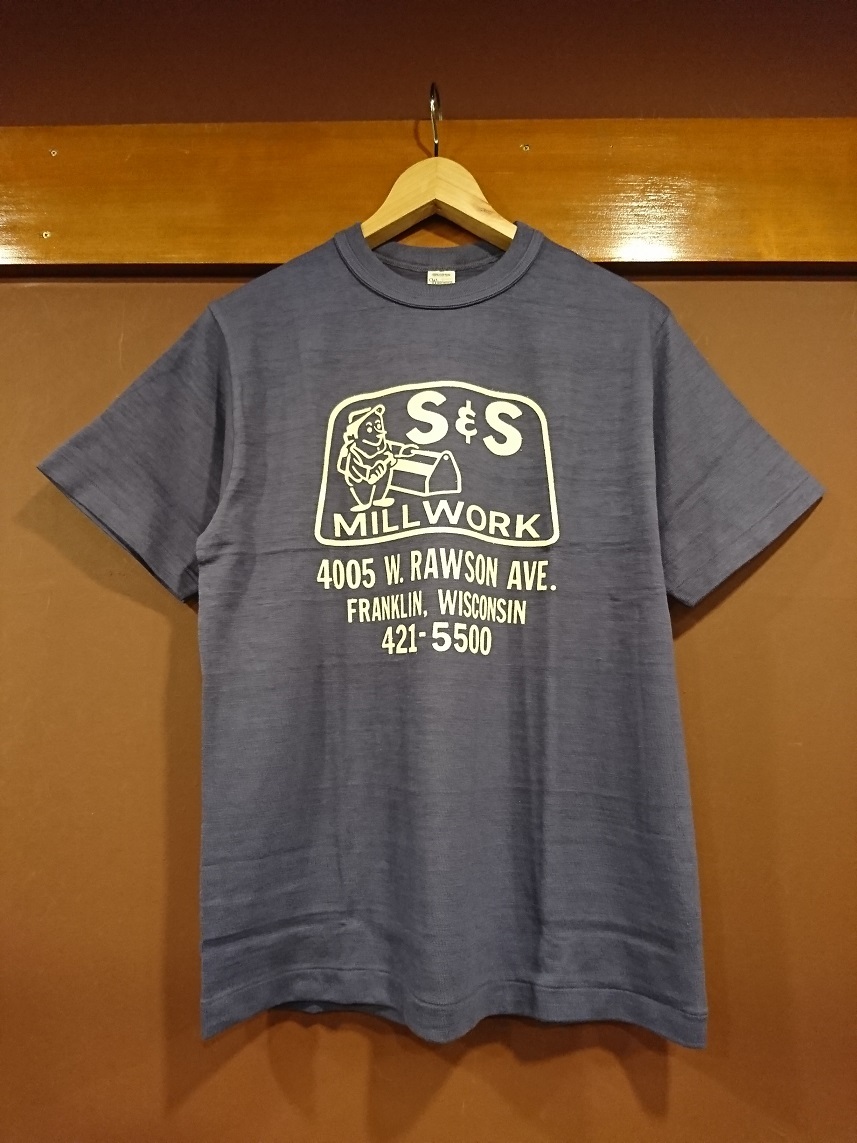 S&S
MILLWORK
4005 W. RAWSON AVE.
FRANKLIN, WISCONSIN
421-5500